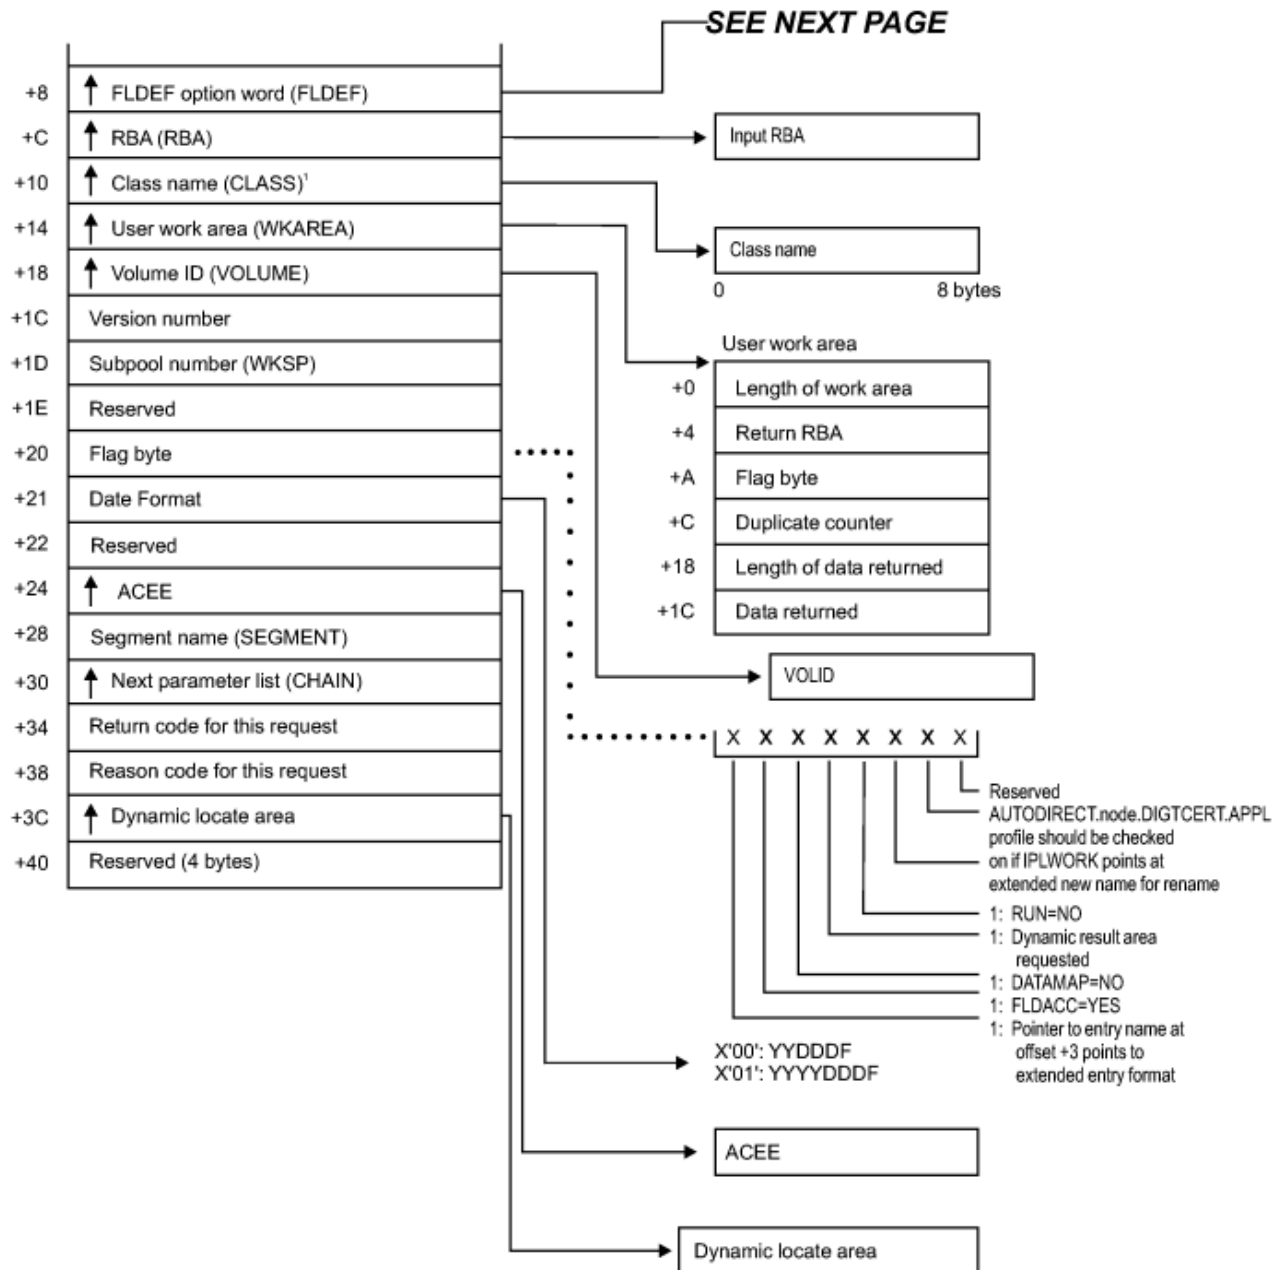 SEE NEXT PAGE
+8 ↑ FLDEF option word (FLDEF)
+C ↑ RBA (RBA)
Input RBA
+10 ↑ Class name (CLASS)¹
+14 ↑ User work area (WKAREA)
Class name
0 8 bytes
+18 ↑ Volume ID (VOLUME)
+1C Version number
+1D Subpool number (WKSP)
+1E Reserved
+20 Flag byte
+21 Date Format
+22 Reserved
+24 ↑ ACEE
+28 Segment name (SEGMENT)
+30 ↑ Next parameter list (CHAIN)
+34 Return code for this request
+38 Reason code for this request
+3C ↑ Dynamic locate area
+40 Reserved (4 bytes)
User work area
+0 Length of work area
+4 Return RBA
+A Flag byte
+C Duplicate counter
+18 Length of data returned
+1C Data returned
VOLID
X X X X X X X X
Reserved
AUTODIRECT.node.DIGTCERT.APPL
profile should be checked
on if IPLWORK points at
extended new name for rename
1: RUN=NO
1: Dynamic result area
requested
1: DATAMAP=NO
1: FLDACC=YES
1: Pointer to entry name at
offset +3 points to
extended entry format
X'00': YYDDDF
X'01': YYYYDDDF
ACEE
Dynamic locate area